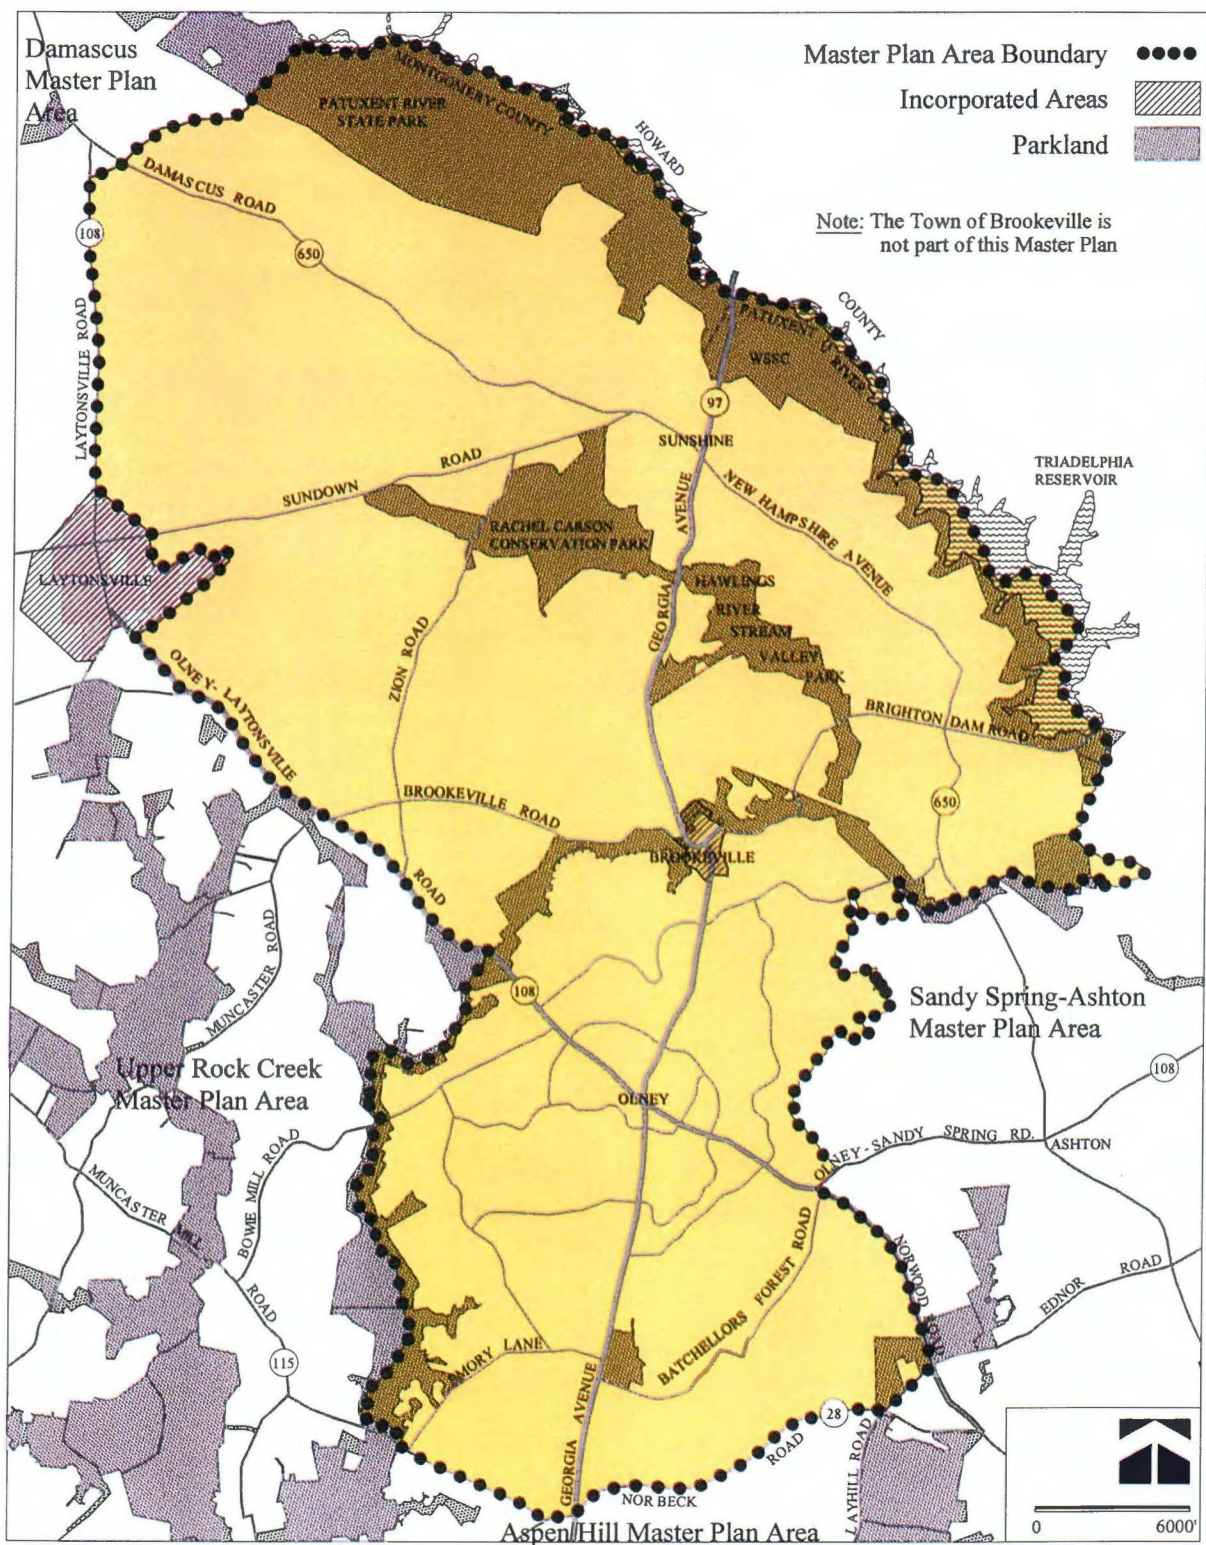 Damascus
Master Plan
Area
Master Plan Area Boundary
Incorporated Areas
Parkland
Note: The Town of Brookeville is
not part of this Master Plan
MONTGOMERY COUNTY
PATUXENT RIVER
STATE PARK
HOWARD
COUNTY
DAMASCUS ROAD
108
650
LAYTONSVILLE ROAD
PATUXENT RIVER
WSSC
97
SUNSHINE
SUNDOWN ROAD
NEW HAMPSHIRE AVENUE
TRIADELPHIA
RESERVOIR
RACHEL CARSON
CONSERVATION PARK
GEORGIA AVENUE
LAYTONSVILLE
HAWLINGS
RIVER
STREAM
VALLEY
PARK
ZION ROAD
OLNEY-LAYTONSVILLE ROAD
BRIGHTON DAM ROAD
BROOKEVILLE ROAD
650
BROOKEVILLE
MUNCASTER ROAD
108
Sandy Spring-Ashton
Master Plan Area
Upper Rock Creek
Master Plan Area
108
OLNEY
OLNEY-SANDY SPRING RD.
ASHTON
BOWIE MILL ROAD
MUNCASTER MILL ROAD
NORWOOD ROAD
EDNOR ROAD
BATCHELLORS FOREST ROAD
EMORY LANE
115
GEORGIA AVENUE
28
NORBECK ROAD
LAYHILL ROAD
Aspen Hill Master Plan Area
0 6000'